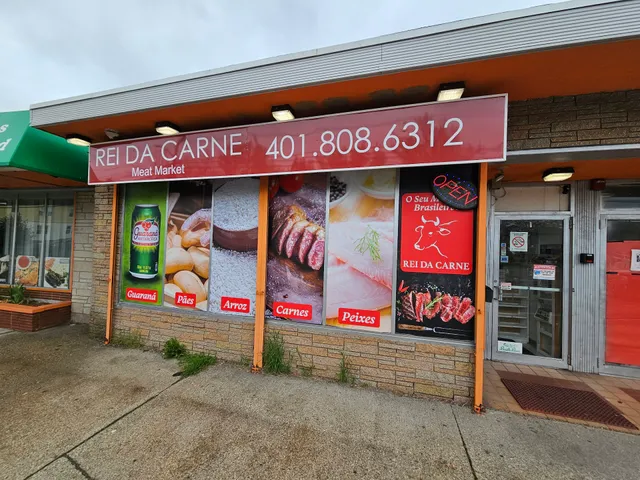 REI DA CARNE 401.808.6312
Meat Market
Guaraná
Pães
Arroz
Carnes
Peixes
OPEN
O Seu
Brasileiro
REI DA CARNE